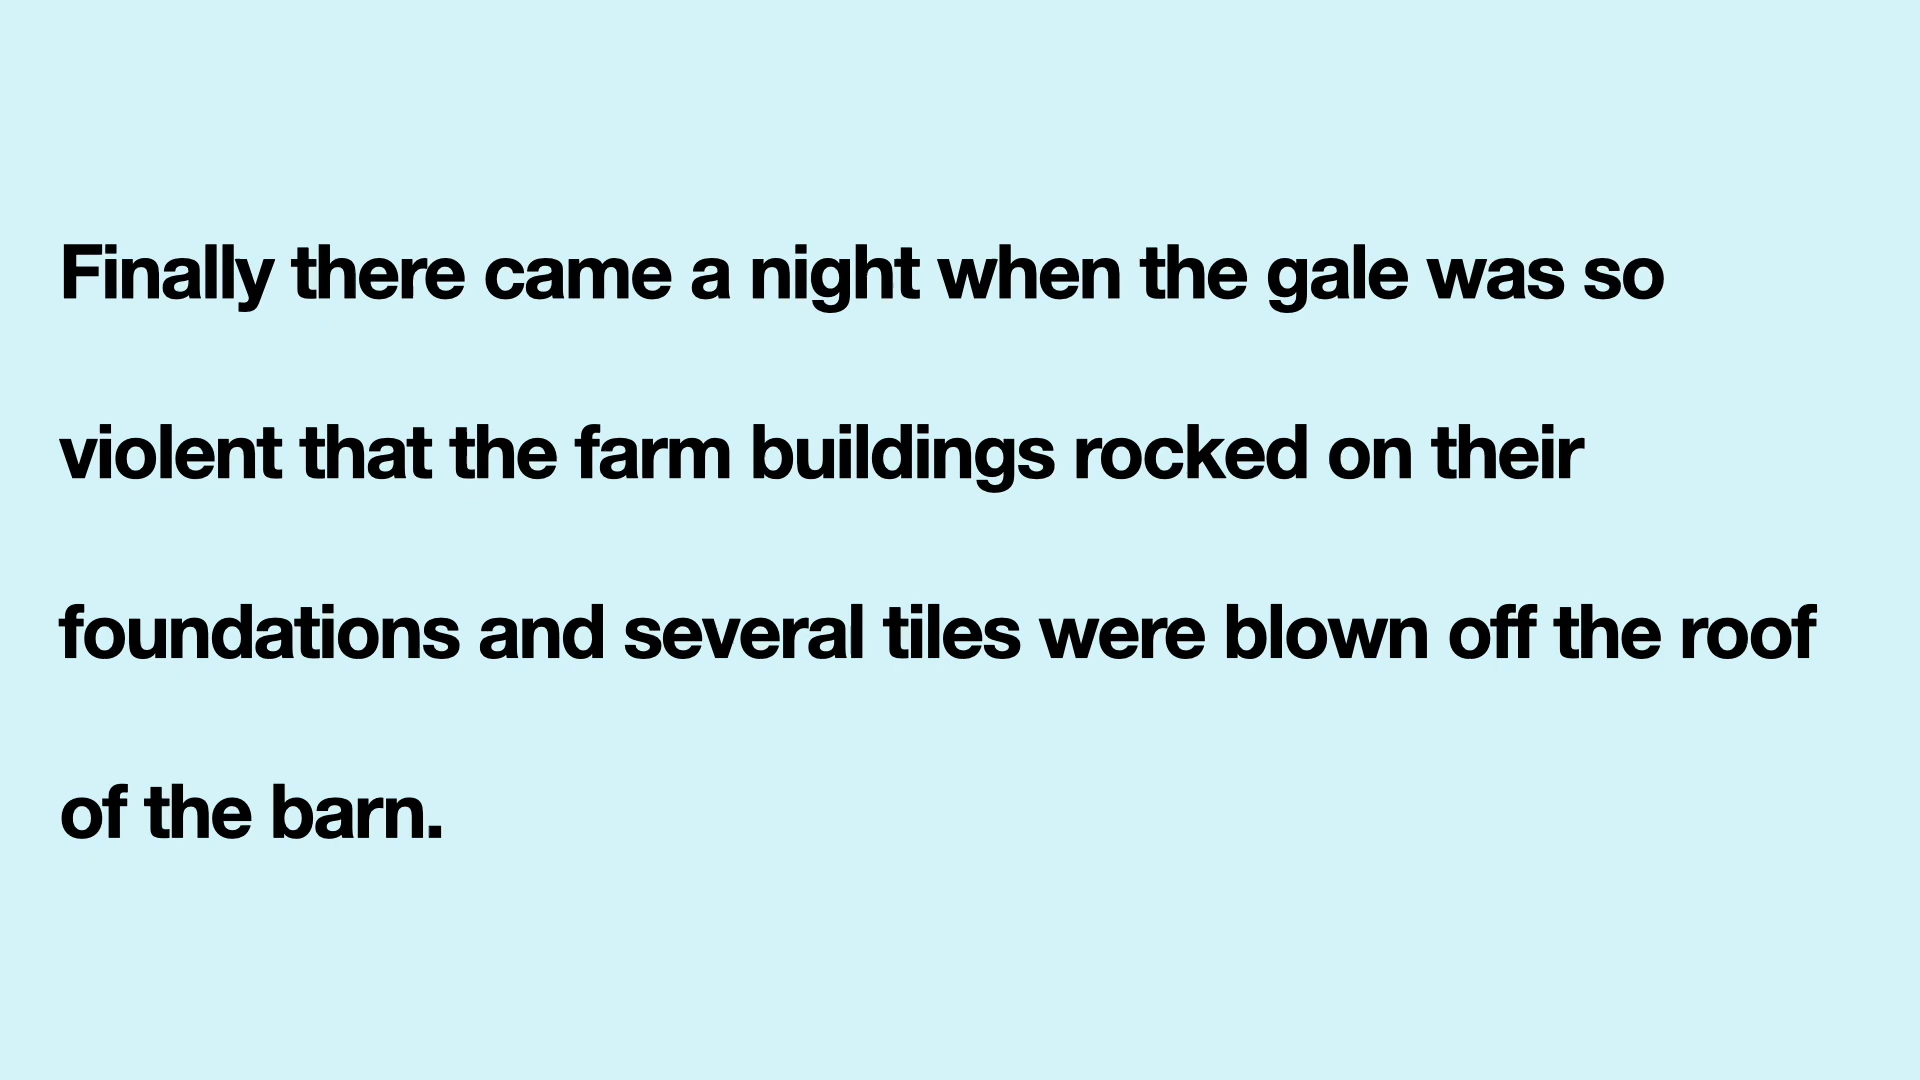 Finally there came a night when the gale was so
violent that the farm buildings rocked on their
foundations and several tiles were blown off the roof
of the barn.